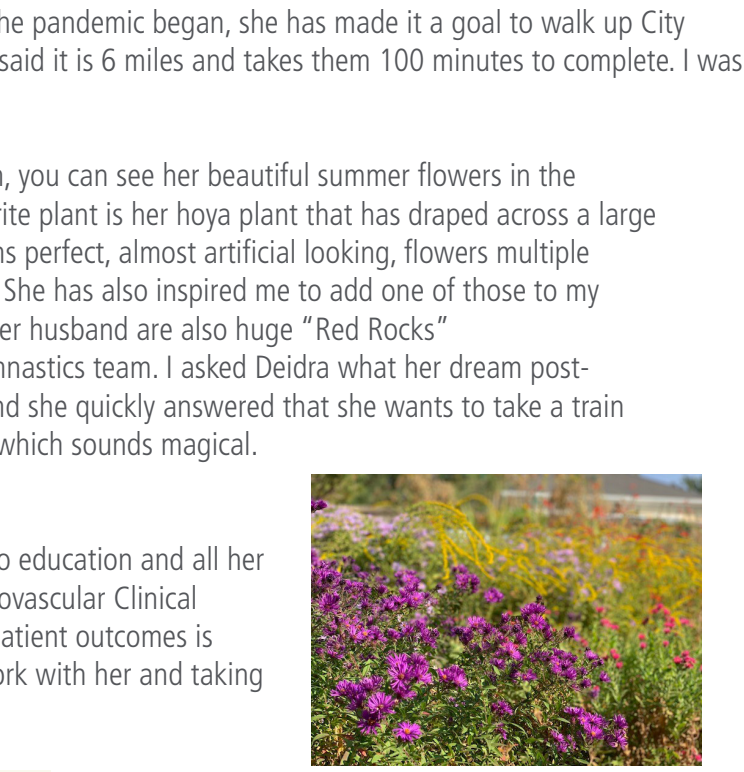 he pandemic began, she has made it a goal to walk up City
said it is 6 miles and takes them 100 minutes to complete. I was
, you can see her beautiful summer flowers in the
rite plant is her hoya plant that has draped across a large
ns perfect, almost artificial looking, flowers multiple
She has also inspired me to add one of those to my
er husband are also huge “Red Rocks”
nnastics team. I asked Deidra what her dream post-
nd she quickly answered that she wants to take a train
which sounds magical.
o education and all her
ovascular Clinical
atient outcomes is
ork with her and taking